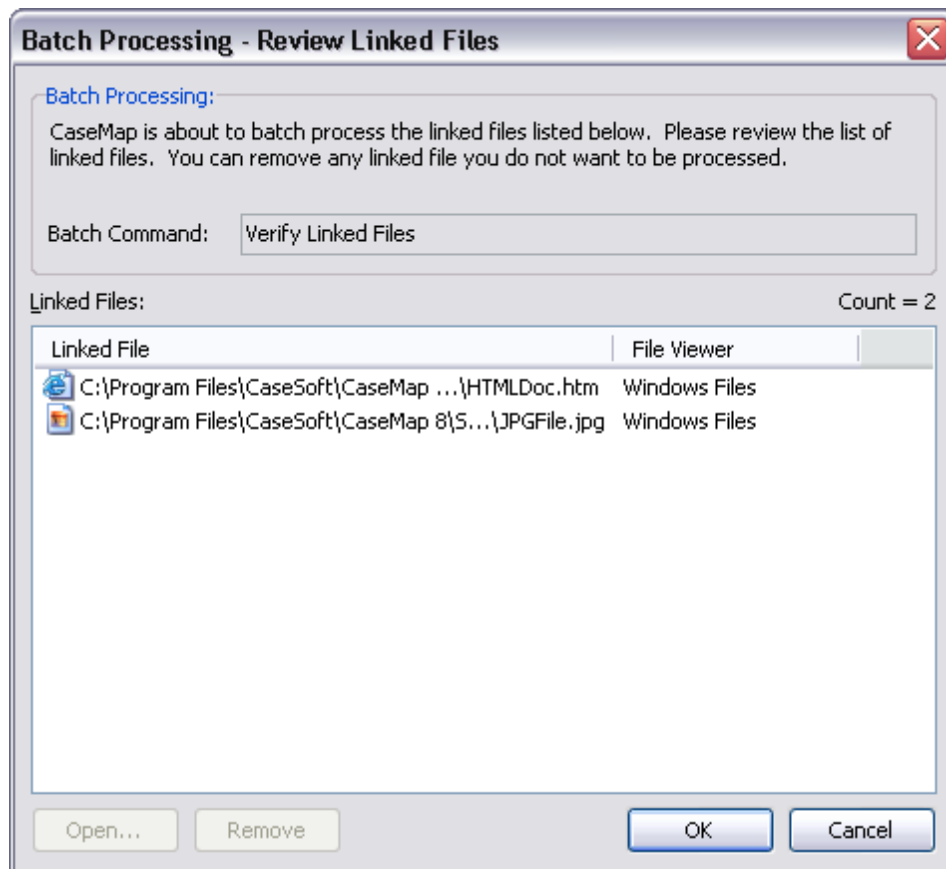 Batch Processing - Review Linked Files
Batch Processing:
CaseMap is about to batch process the linked files listed below. Please review the list of
linked files. You can remove any linked file you do not want to be processed.
Batch Command: Verify Linked Files
Linked Files: Count = 2
Linked File File Viewer
C:\Program Files\CaseSoft\CaseMap ...\HTMLDoc.htm Windows Files
C:\Program Files\CaseSoft\CaseMap 8\S...\JPGFile.jpg Windows Files
Open... Remove OK Cancel